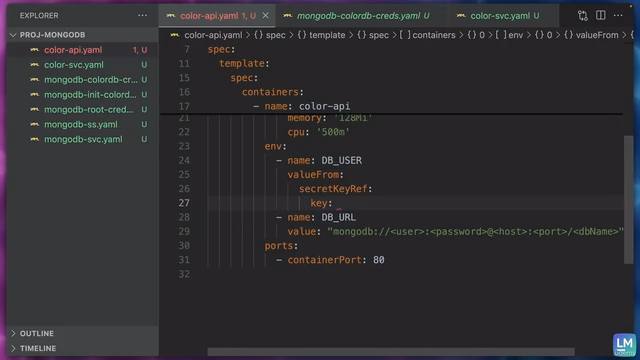 EXPLORER
color-api.yaml 1, U
mongodb-colordb-creds.yaml U
color-svc.yaml U
PROJ-MONGODB
color-api.yaml > {} spec > {} template > {} spec > [ ] containers > {} 0 > [ ] env > {} 0 > {} valueFrom > {}
color-api.yaml 1, U
color-svc.yaml U
mongodb-colordb-cr... U
mongodb-init-colord... U
mongodb-root-cred... U
mongodb-ss.yaml U
mongodb-svc.yaml U
7 spec:
11 template:
15 spec:
16 containers:
17 - name: color-api
21 memory: '128Mi'
22 cpu: '500m'
23 env:
24 - name: DB_USER
25 valueFrom:
26 secretKeyRef:
27 key:
28 - name: DB_URL
29 value: "mongodb://<user>:<password>@<host>:<port>/<dbName>"
30 ports:
31 - containerPort: 80
32
OUTLINE
TIMELINE
LM